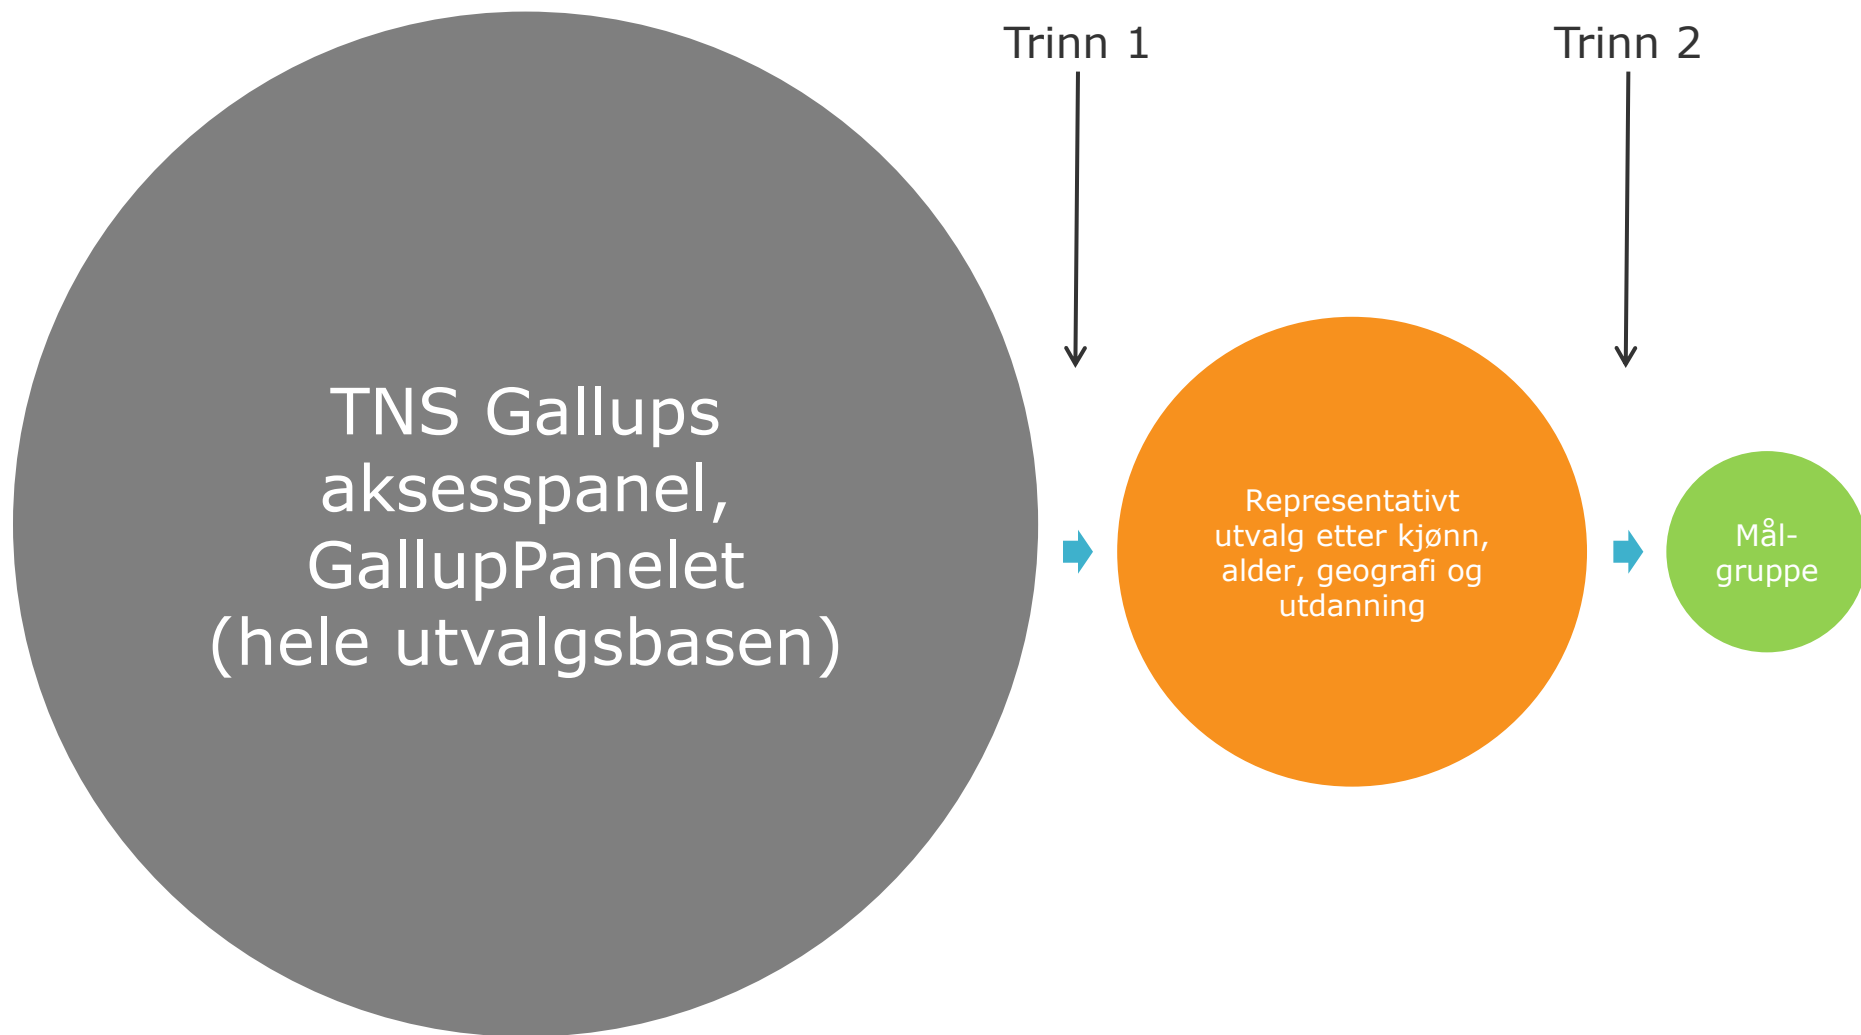 Trinn 1
Trinn 2
TNS Gallups
aksesspanel,
GallupPanelet
(hele utvalgsbasen)
Representativt
utvalg etter kjønn,
alder, geografi og
utdanning
Mål-
gruppe